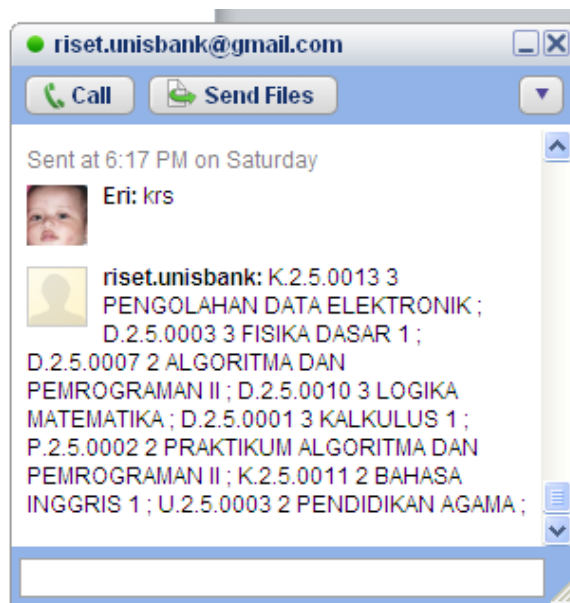 riset.unisbank@gmail.com
Call Send Files
Sent at 6:17 PM on Saturday
Eri: krs
riset.unisbank: K.2.5.0013 3
PENGOLAHAN DATA ELEKTRONIK ;
D.2.5.0003 3 FISIKA DASAR 1 ;
D.2.5.0007 2 ALGORITMA DAN
PEMROGRAMAN II ; D.2.5.0010 3 LOGIKA
MATEMATIKA ; D.2.5.0001 3 KALKULUS 1 ;
P.2.5.0002 2 PRAKTIKUM ALGORITMA DAN
PEMROGRAMAN II ; K.2.5.0011 2 BAHASA
INGGRIS 1 ; U.2.5.0003 2 PENDIDIKAN AGAMA ;